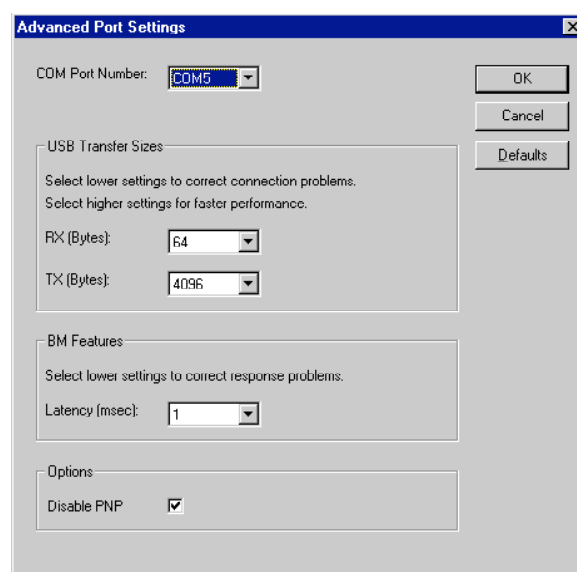 Advanced Port Settings
COM Port Number: COM5
OK
Cancel
Defaults
USB Transfer Sizes
Select lower settings to correct connection problems.
Select higher settings for faster performance.
RX (Bytes): 64
TX (Bytes): 4096
BM Features
Select lower settings to correct response problems.
Latency (msec): 1
Options
Disable PNP